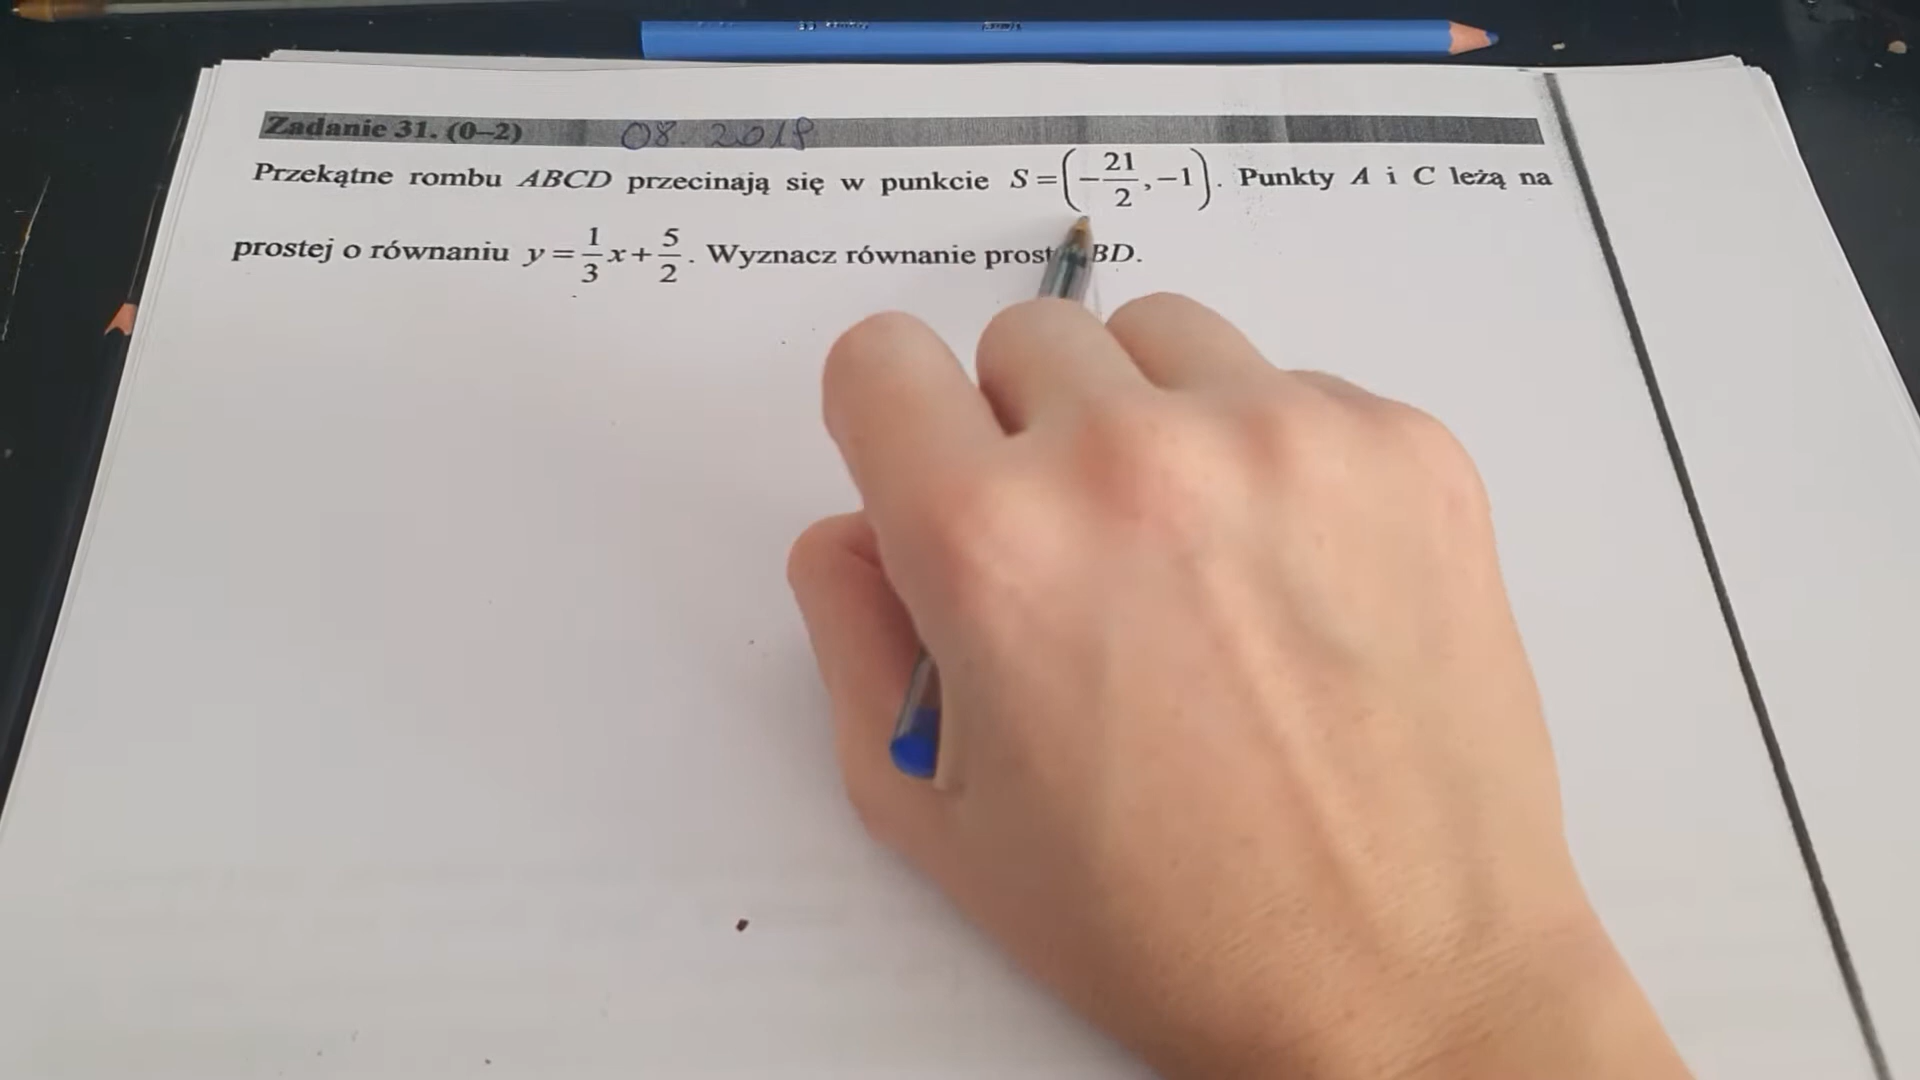 Zadanie 31. (0–2) 08.2018
Przekątne rombu ABCD przecinają się w punkcie S=(-21/2,-1). Punkty A i C leżą na
prostej o równaniu y=1/3x+5/2. Wyznacz równanie prost BD.